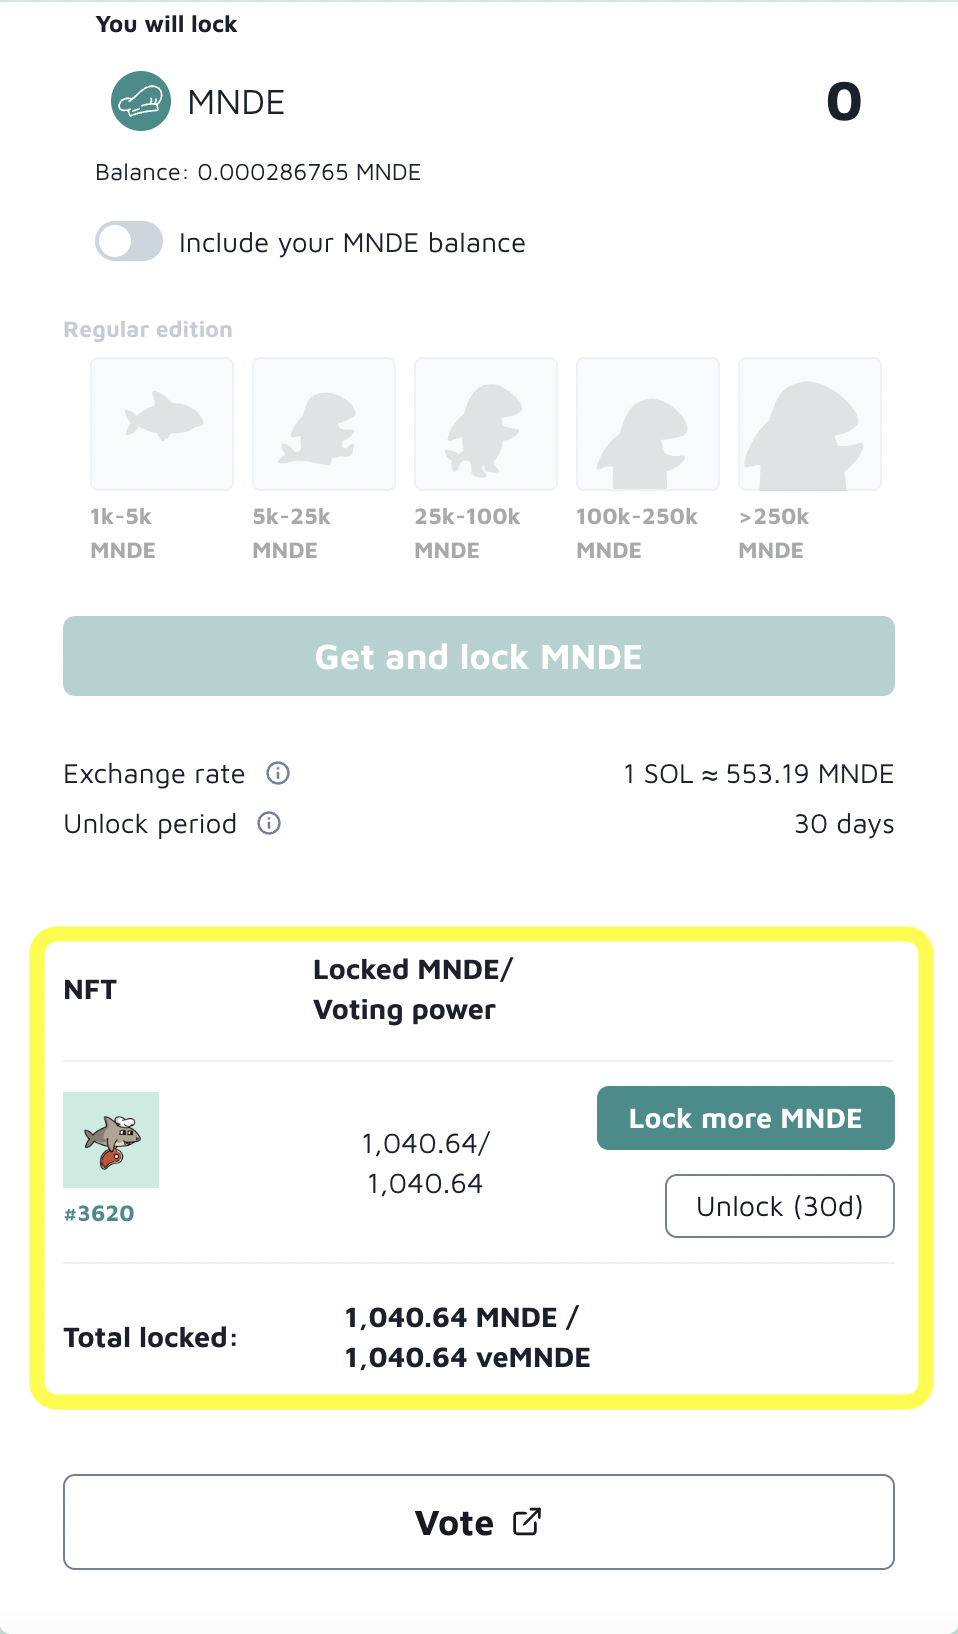 You will lock
MNDE
0
Balance: 0.000286765 MNDE
Include your MNDE balance
Regular edition
1k-5k MNDE
5k-25k MNDE
25k-100k MNDE
100k-250k MNDE
>250k MNDE
Get and lock MNDE
Exchange rate
1 SOL ≈ 553.19 MNDE
Unlock period
30 days
NFT
Locked MNDE/
Voting power
#3620
1,040.64/
1,040.64
Lock more MNDE
Unlock (30d)
Total locked:
1,040.64 MNDE /
1,040.64 veMNDE
Vote